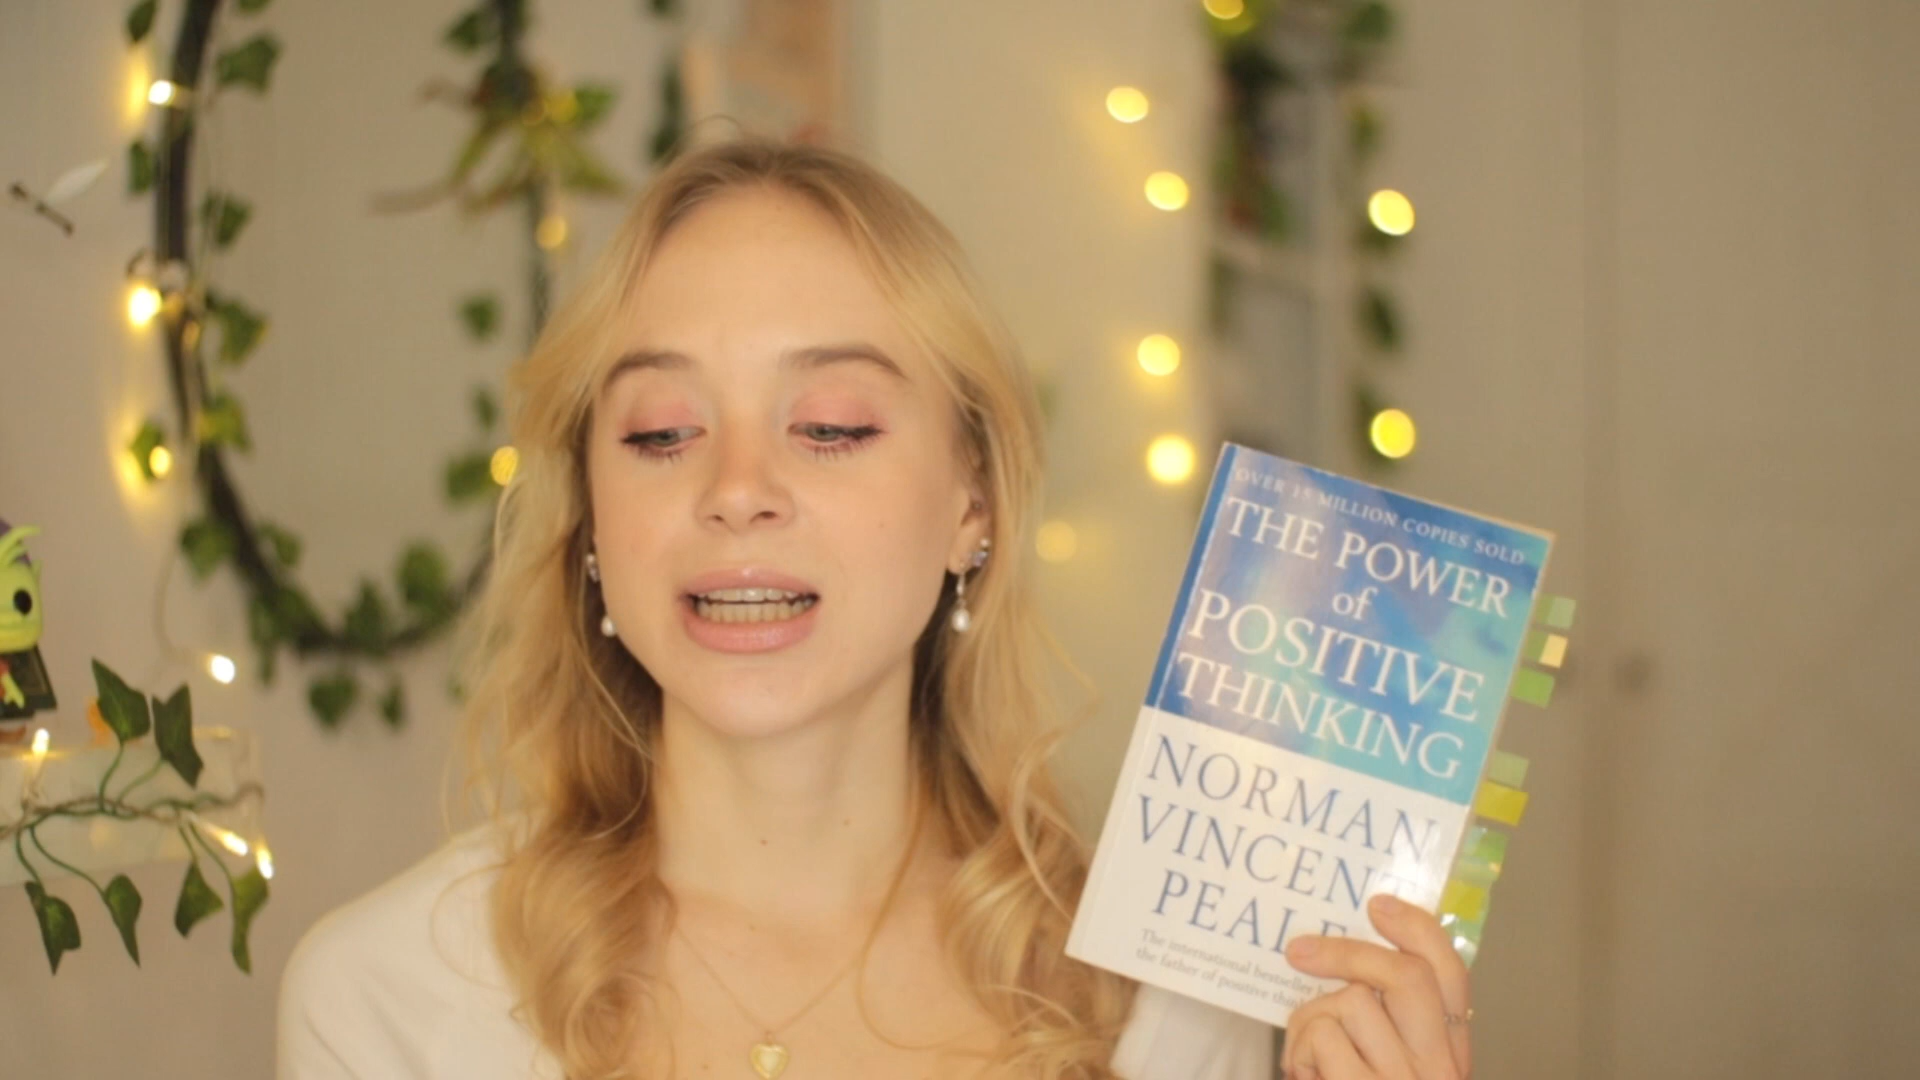 OVER 15 MILLION COPIES SOLD
THE POWER
of
POSITIVE
THINKING
NORMAN
VINCENT
PEALE
The international bestseller
the father of positive